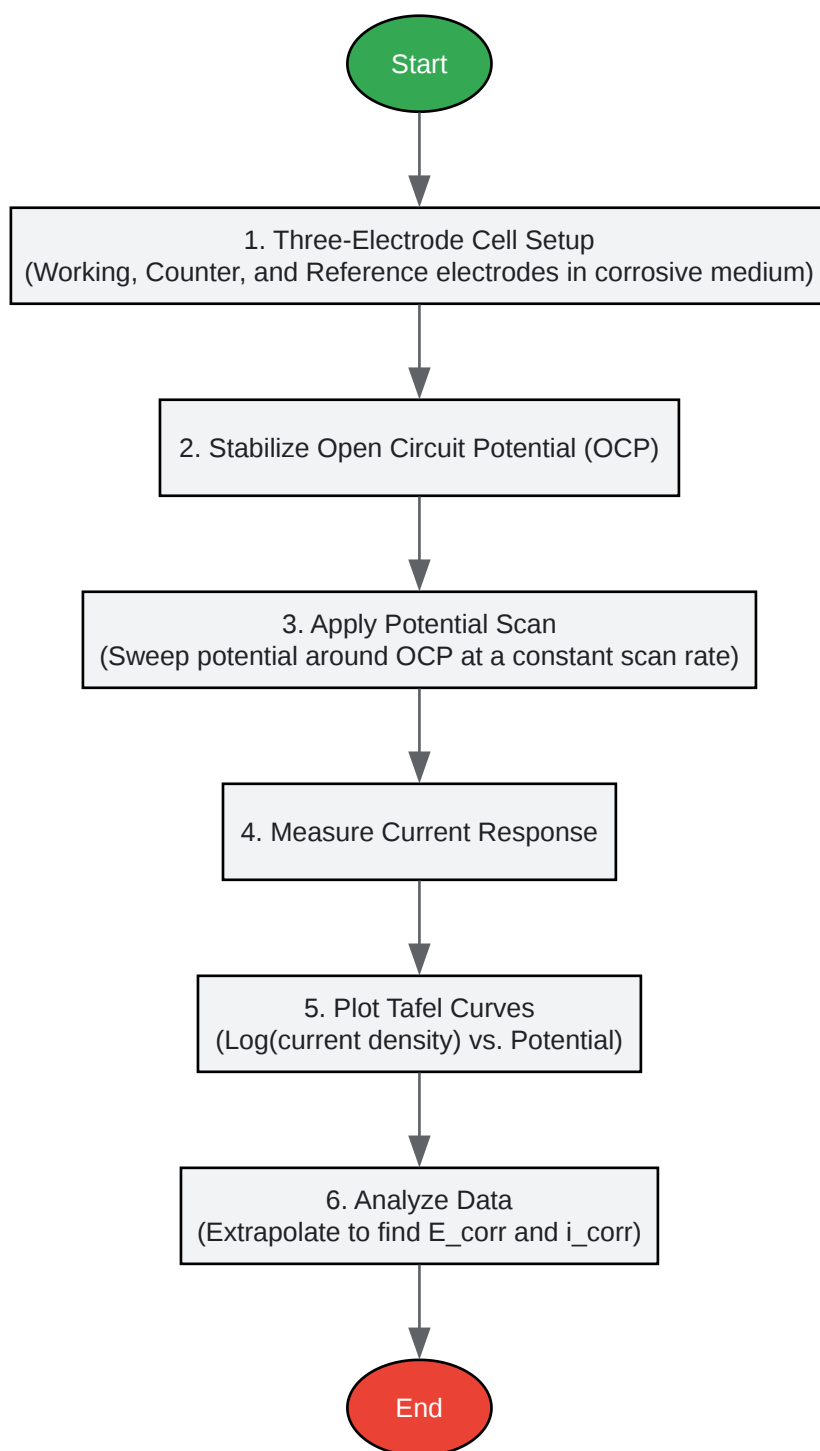 Start
1. Three-Electrode Cell Setup
(Working, Counter, and Reference electrodes in corrosive medium)
2. Stabilize Open Circuit Potential (OCP)
3. Apply Potential Scan
(Sweep potential around OCP at a constant scan rate)
4. Measure Current Response
5. Plot Tafel Curves
(Log(current density) vs. Potential)
6. Analyze Data
(Extrapolate to find E_corr and i_corr)
End